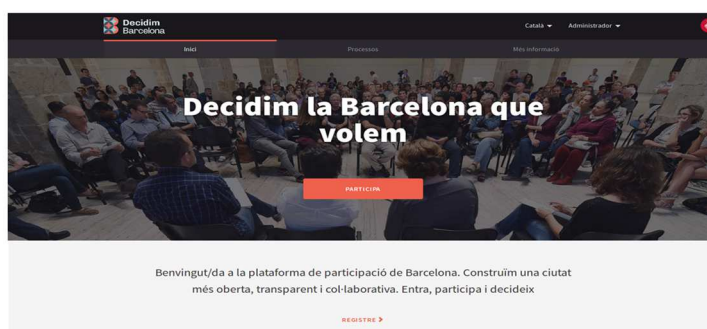 Decidim
Barcelona
Català
Administrador
Inici
Processos
Més informació
Decidim la Barcelona que
volem
PARTICIPA
Benvingut/da a la plataforma de participació de Barcelona. Construïm una ciutat
més oberta, transparent i col·laborativa. Entra, participa i decideix
REGISTRE